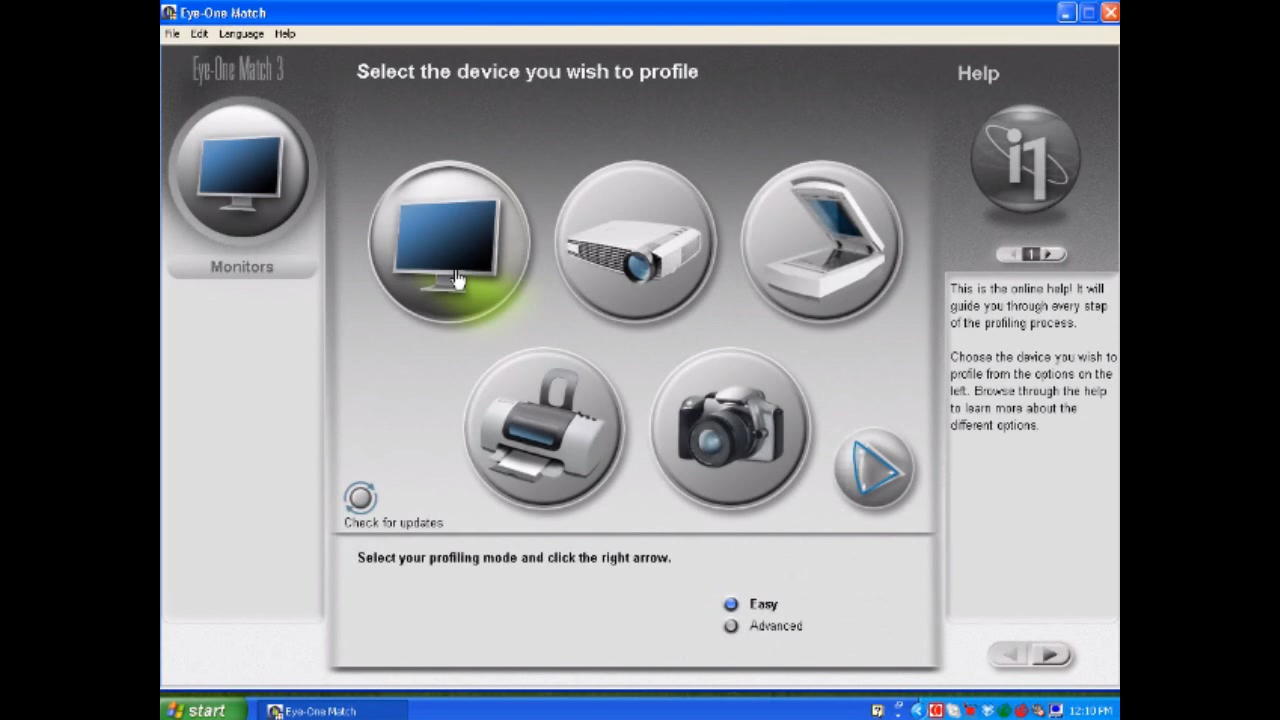 Eye-One Match
File Edit Language Help
Eye-One Match 3
Select the device you wish to profile
Help
i1
Monitors
1
This is the online help! It will
guide you through every step
of the profiling process.
Choose the device you wish to
profile from the options on the
left. Browse through the help
to learn more about the
different options.
Check for updates
Select your profiling mode and click the right arrow.
Easy
Advanced
start
Eye-One Match
12:10 PM